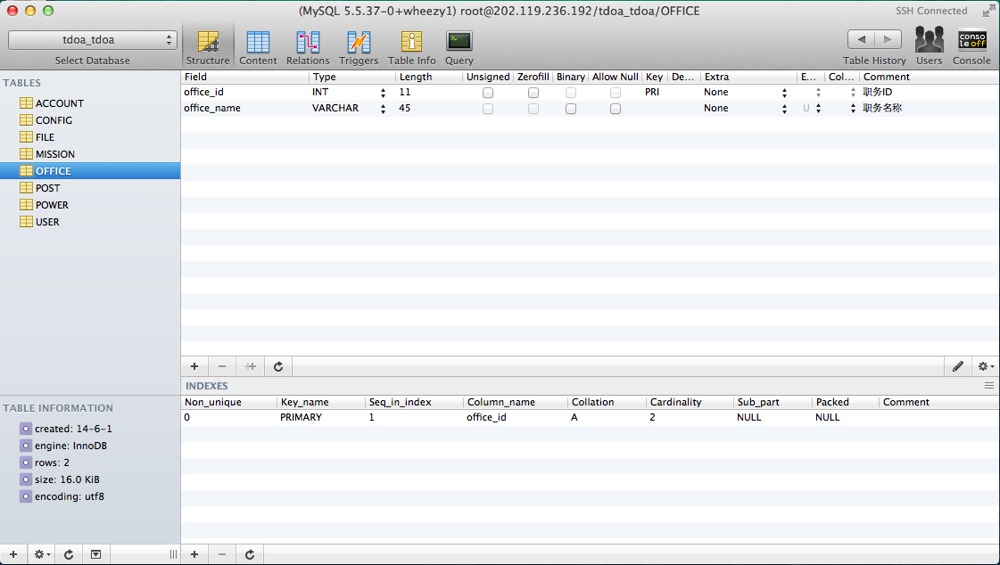 (MySQL 5.5.37-0+wheezy1) root@202.119.236.192/tdoa_tdoa/OFFICE
SSH Connected
tdoa_tdoa
Select Database
Structure Content Relations Triggers Table Info Query
Table History Users Console
conso
le off
TABLES
ACCOUNT
CONFIG
FILE
MISSION
OFFICE
POST
POWER
USER
Field Type Length Unsigned Zerofill Binary Allow Null Key De... Extra E... Col... Comment
office_id INT 11 PRI None 职务ID
office_name VARCHAR 45 None U 职务名称
INDEXES
Non_unique Key_name Seq_in_index Column_name Collation Cardinality Sub_part Packed Comment
0 PRIMARY 1 office_id A 2 NULL NULL
TABLE INFORMATION
created: 14-6-1
engine: InnoDB
rows: 2
size: 16.0 KiB
encoding: utf8